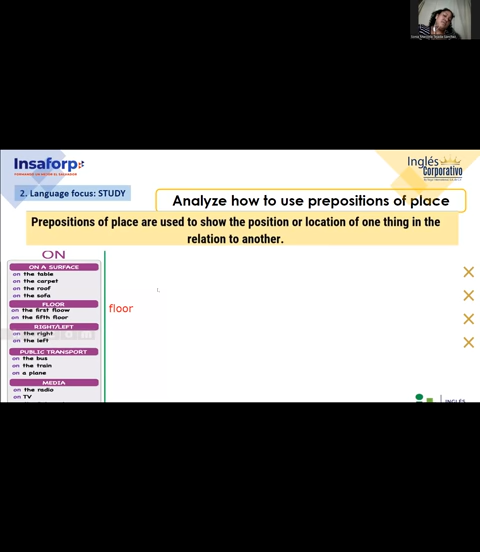 Insaforp
FORMANDO UN MEJOR EL SALVADOR
Inglés
Corporativo
2. Language focus: STUDY
Analyze how to use prepositions of place
Prepositions of place are used to show the position or location of one thing in the
relation to another.
ON
ON A SURFACE
on the table
on the carpet
on the roof
on the sofa
FLOOR
on the first floow
on the fifth floor
floor
RIGHT/LEFT
on the right
on the left
PUBLIC TRANSPORT
on the bus
on the train
on a plane
MEDIA
on the radio
on TV
INGLÉS